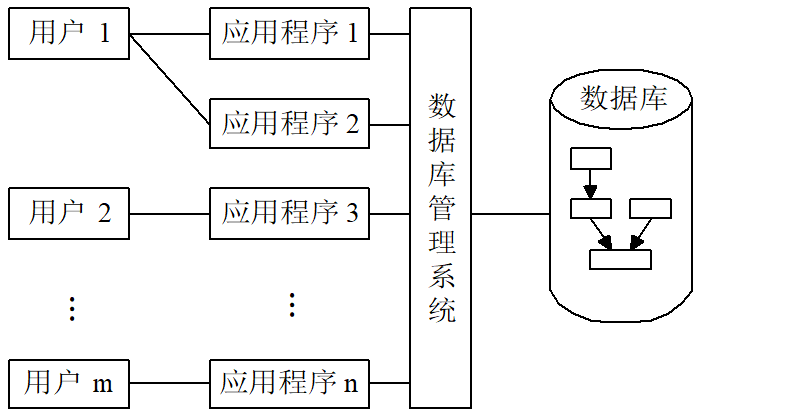 用户 1
应用程序1
应用程序2
用户 2
应用程序3
⋮
⋮
用户 m
应用程序n
数据库管理系统
数据库